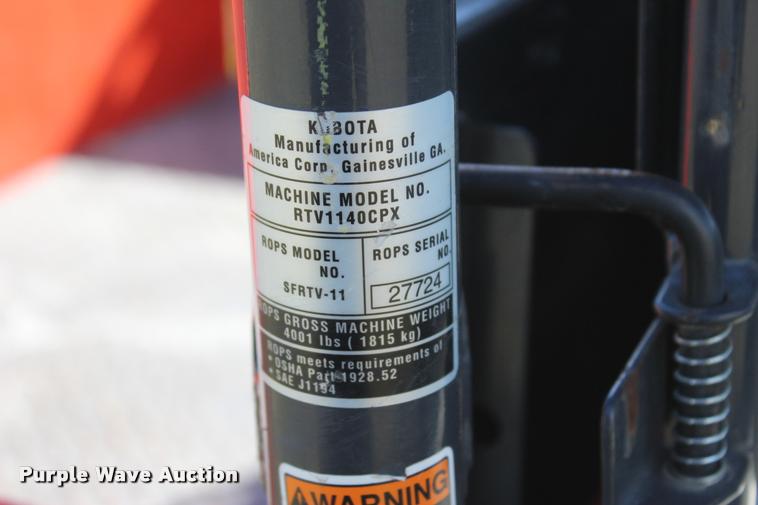 KUBOTA
Manufacturing of
America Corp. Gainesville GA.
MACHINE MODEL NO.
RTV1140CPX
ROPS MODEL NO.
SFRTV-11
ROPS SERIAL NO.
27724
ROPS GROSS MACHINE WEIGHT
4001 lbs ( 1815 kg)
ROPS meets requirements of
• OSHA Part 1928.52
• SAE J1194
WARNING
Purple Wave Auction